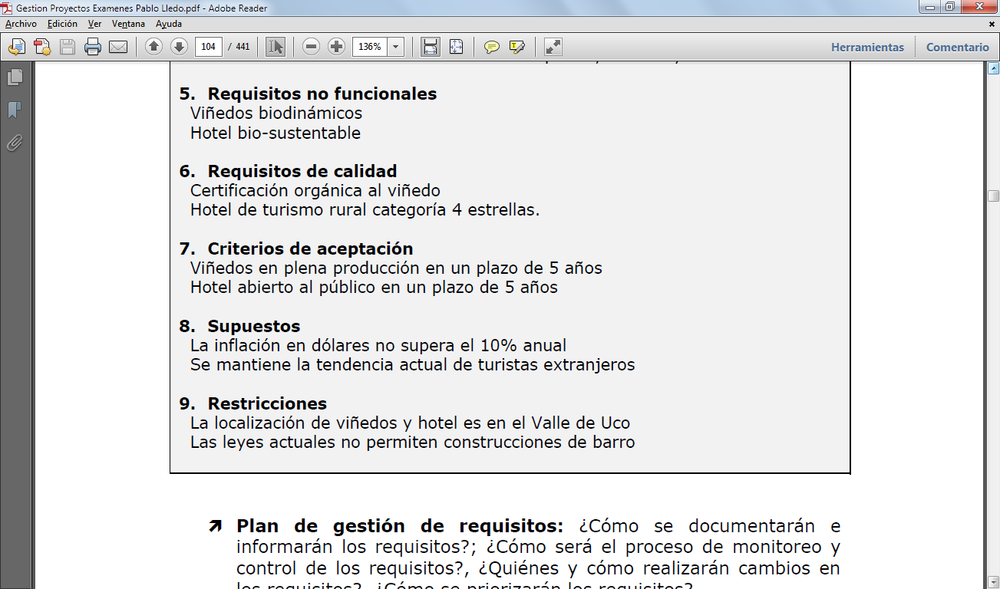 Gestion Proyectos Examenes Pablo Lledo.pdf - Adobe Reader
Archivo Edición Ver Ventana Ayuda
104 / 441 136% Herramientas Comentario
5. Requisitos no funcionales
Viñedos biodinámicos
Hotel bio-sustentable
6. Requisitos de calidad
Certificación orgánica al viñedo
Hotel de turismo rural categoría 4 estrellas.
7. Criterios de aceptación
Viñedos en plena producción en un plazo de 5 años
Hotel abierto al público en un plazo de 5 años
8. Supuestos
La inflación en dólares no supera el 10% anual
Se mantiene la tendencia actual de turistas extranjeros
9. Restricciones
La localización de viñedos y hotel es en el Valle de Uco
Las leyes actuales no permiten construcciones de barro
Plan de gestión de requisitos: ¿Cómo se documentarán e
informarán los requisitos?; ¿Cómo será el proceso de monitoreo y
control de los requisitos?, ¿Quiénes y cómo realizarán cambios en
los requisitos?, ¿Cómo se priorizarán los requisitos?